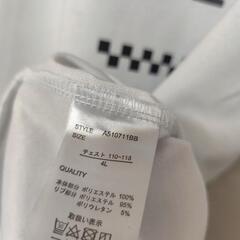 STYLE A510711BB
SIZE
チェスト 110-118
4L
QUALITY
本体部分 ポリエステル 100%
リブ部分 ポリエステル 95%
ポリウレタン 5%
取扱い表示